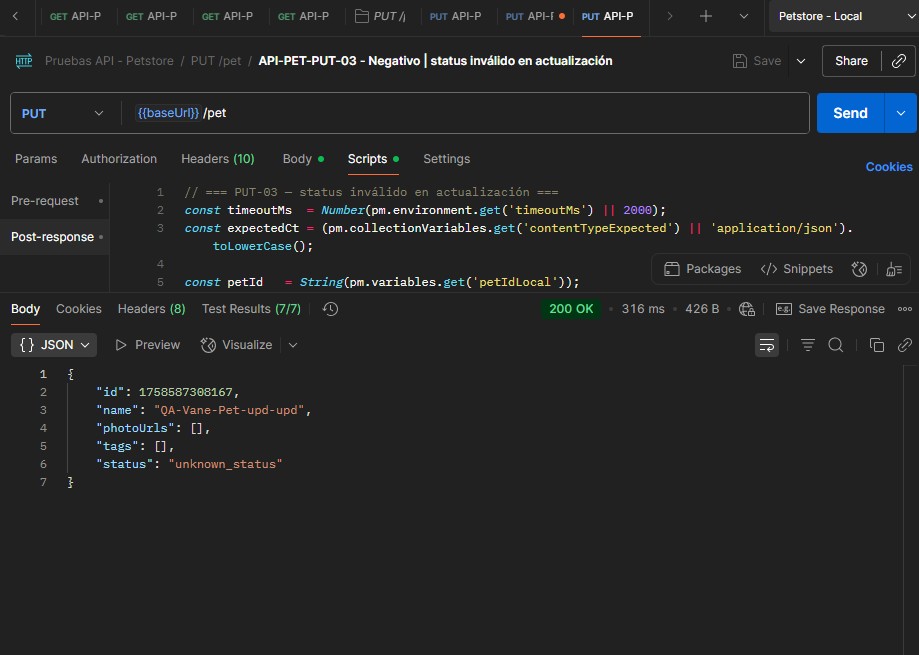 GET API-P GET API-P GET API-P GET API-P PUT /| PUT API-P PUT API-F PUT API-P Petstore - Local
HTTP Pruebas API - Petstore / PUT /pet / API-PET-PUT-03 - Negativo | status inválido en actualización Save Share
PUT {{baseUrl}} /pet Send
Params Authorization Headers (10) Body Scripts Settings Cookies
Pre-request
Post-response
1 // === PUT-03 — status inválido en actualización ===
2 const timeoutMs = Number(pm.environment.get('timeoutMs') || 2000);
3 const expectedCt = (pm.collectionVariables.get('contentTypeExpected') || 'application/json').
toLowerCase();
4
5 const petId = String(pm.variables.get('petIdLocal'));
Packages </> Snippets
Body Cookies Headers (8) Test Results (7/7) 200 OK • 316 ms • 426 B • e.g. Save Response
{} JSON Preview Visualize
1 {
2 "id": 1758587308167,
3 "name": "QA-Vane-Pet-upd-upd",
4 "photoUrls": [],
5 "tags": [],
6 "status": "unknown_status"
7 }